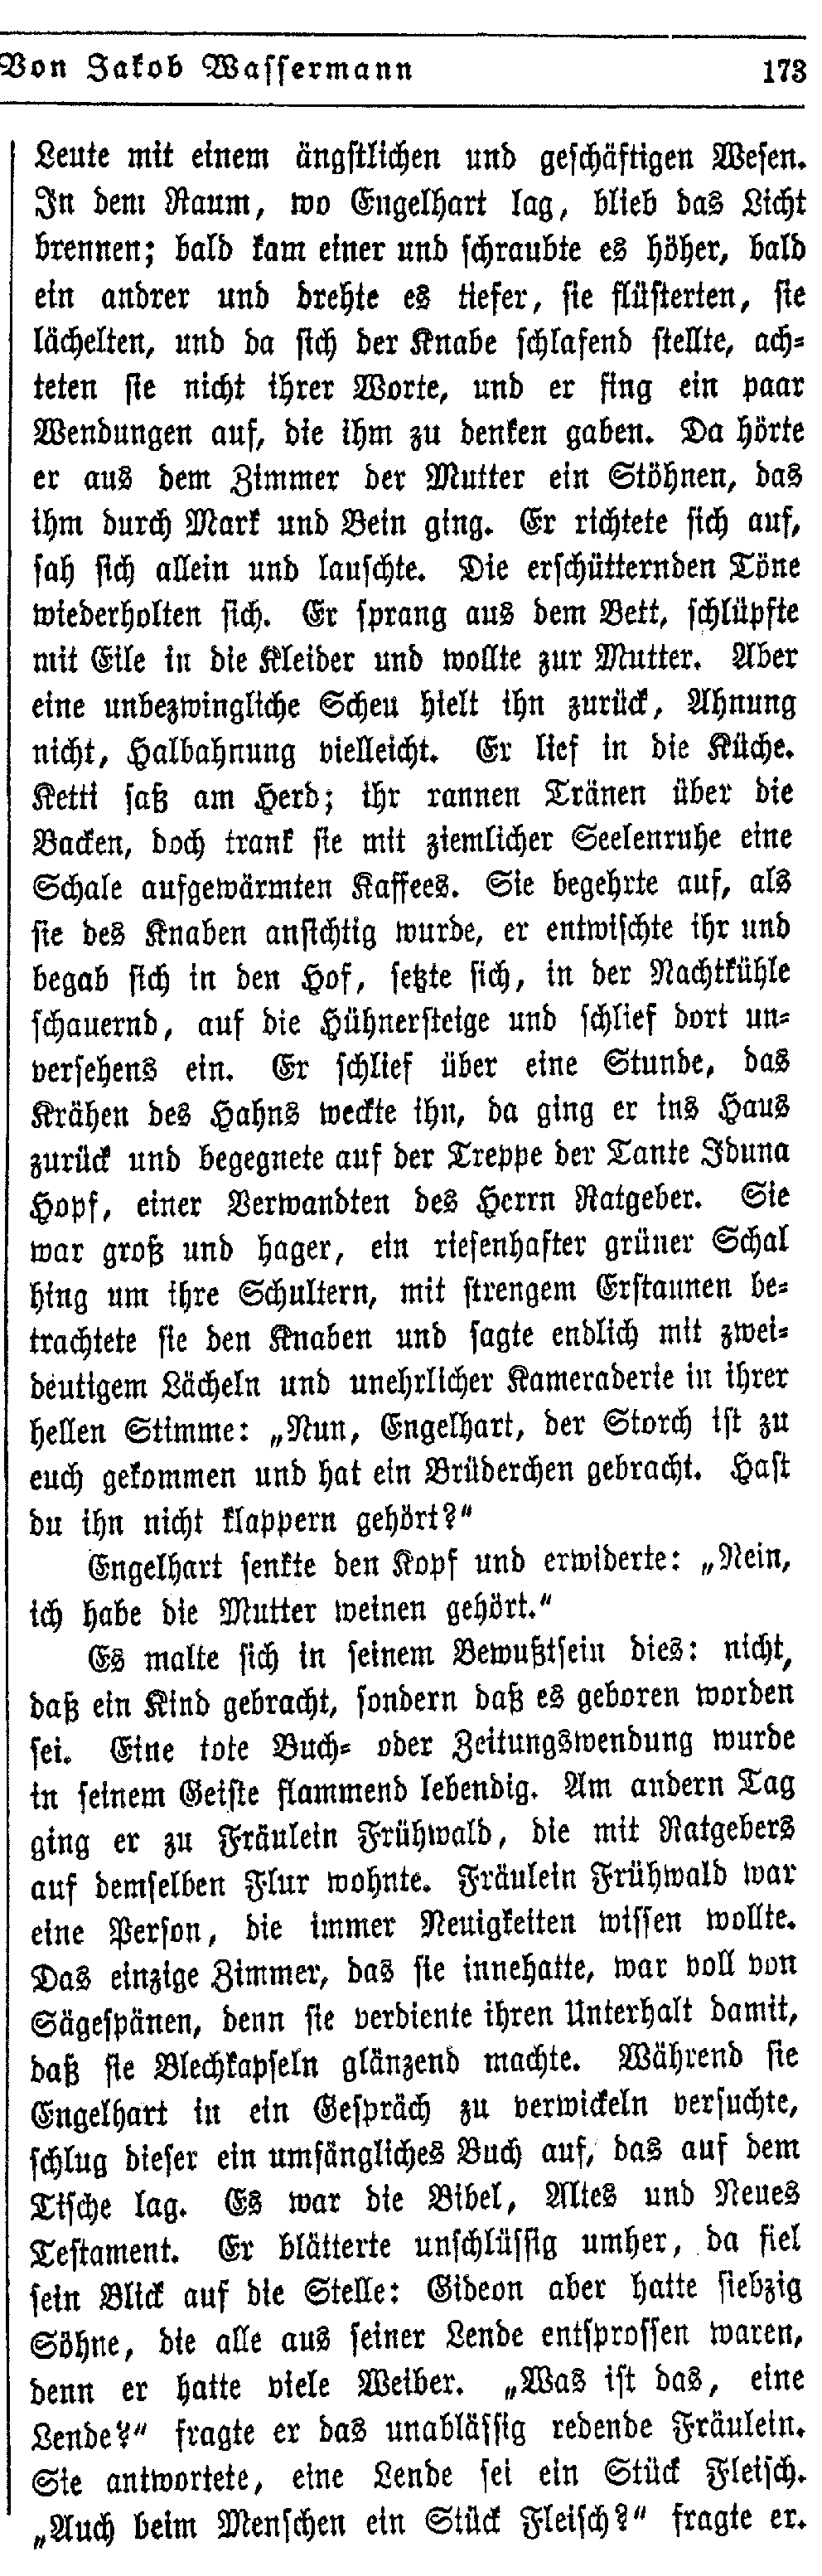 Von Jakob Wassermann 173
Leute mit einem ängstlichen und geschäftigen Wesen.
In dem Raum, wo Engelhart lag, blieb das Licht
brennen; bald kam einer und schraubte es höher, bald
ein andrer und drehte es tiefer, sie flüsterten, sie
lächelten, und da sich der Knabe schlafend stellte, ach-
teten sie nicht ihrer Worte, und er fing ein paar
Wendungen auf, die ihm zu denken gaben. Da hörte
er aus dem Zimmer der Mutter ein Stöhnen, das
ihm durch Mark und Bein ging. Er richtete sich auf,
sah sich allein und lauschte. Die erschütternden Töne
wiederholten sich. Er sprang aus dem Bett, schlüpfte
mit Eile in die Kleider und wollte zur Mutter. Aber
eine unbezwingliche Scheu hielt ihn zurück, Ahnung
nicht, Halbahnung vielleicht. Er lief in die Küche.
Ketti saß am Herd; ihr rannen Tränen über die
Backen, doch trank sie mit ziemlicher Seelenruhe eine
Schale aufgewärmten Kaffees. Sie begehrte auf, als
sie des Knaben ansichtig wurde, er entwischte ihr und
begab sich in den Hof, setzte sich, in der Nachtkühle
schauernd, auf die Hühnersteige und schlief dort un-
versehens ein. Er schlief über eine Stunde, das
Krähen des Hahns weckte ihn, da ging er ins Haus
zurück und begegnete auf der Treppe der Tante Iduna
Hopf, einer Verwandten des Herrn Ratgeber. Sie
war groß und hager, ein riesenhafter grüner Schal
hing um ihre Schultern, mit strengem Erstaunen be-
trachtete sie den Knaben und sagte endlich mit zwei-
deutigem Lächeln und unehrlicher Kameraderie in ihrer
hellen Stimme: „Nun, Engelhart, der Storch ist zu
euch gekommen und hat ein Brüderchen gebracht. Hast
du ihn nicht klappern gehört?“
Engelhart senkte den Kopf und erwiderte: „Nein,
ich habe die Mutter weinen gehört.“
Es malte sich in seinem Bewußtsein dies: nicht,
daß ein Kind gebracht, sondern daß es geboren worden
sei. Eine tote Buch- oder Zeitungswendung wurde
in seinem Geiste flammend lebendig. Am andern Tag
ging er zu Fräulein Frühwald, die mit Ratgebers
auf demselben Flur wohnte. Fräulein Frühwald war
eine Person, die immer Neuigkeiten wissen wollte.
Das einzige Zimmer, das sie innehatte, war voll von
Sägespänen, denn sie verdiente ihren Unterhalt damit,
daß sie Blechkapseln glänzend machte. Während sie
Engelhart in ein Gespräch zu verwickeln versuchte,
schlug dieser ein umfängliches Buch auf, das auf dem
Tische lag. Es war die Bibel, Altes und Neues
Testament. Er blätterte unschlüssig umher, da fiel
sein Blick auf die Stelle: Gideon aber hatte siebzig
Söhne, die alle aus seiner Lende entsprossen waren,
denn er hatte viele Weiber. „Was ist das, eine
Lende?“ fragte er das unablässig redende Fräulein.
Sie antwortete, eine Lende sei ein Stück Fleisch.
„Auch beim Menschen ein Stück Fleisch?“ fragte er.